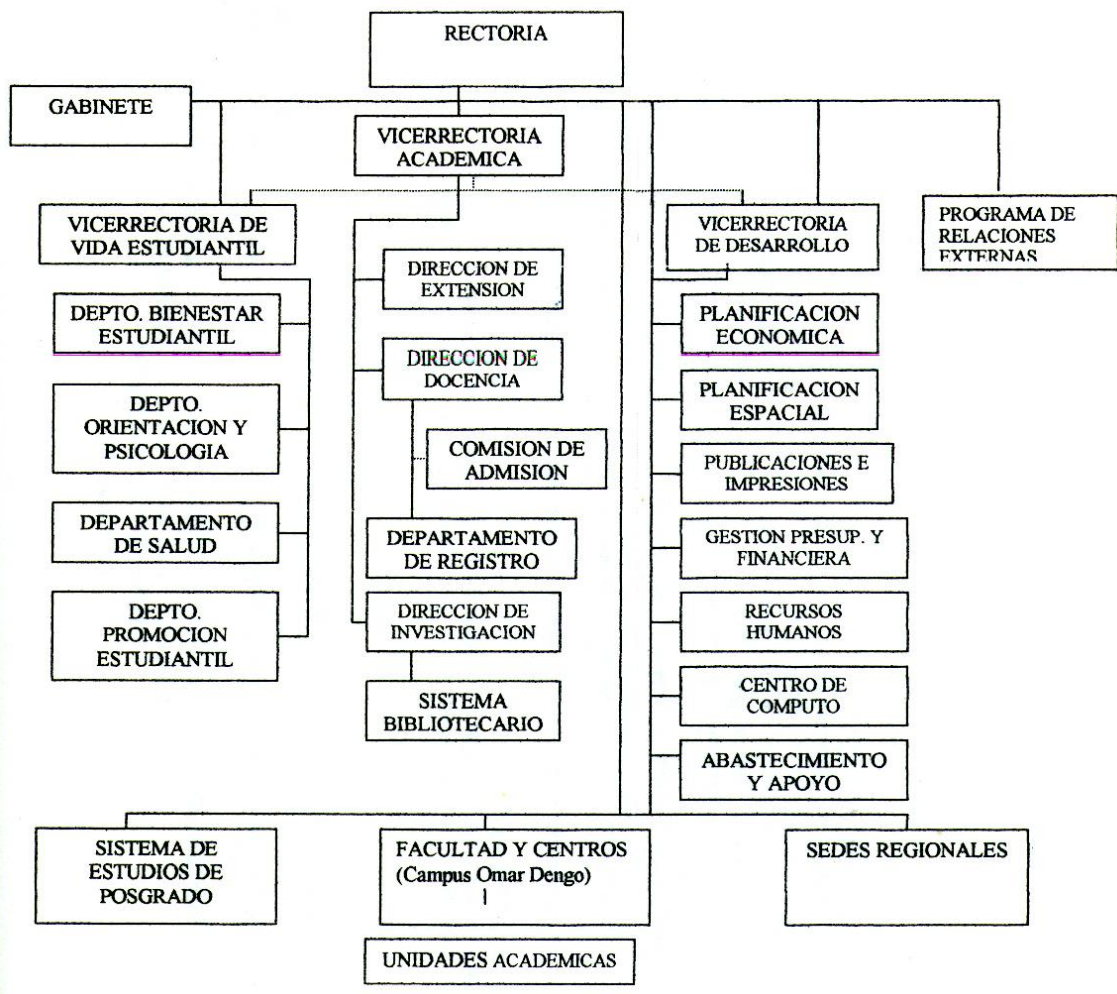 RECTORIA
GABINETE
VICERRECTORIA
ACADEMICA
VICERRECTORIA DE
VIDA ESTUDIANTIL
VICERRECTORIA
DE DESARROLLO
PROGRAMA DE
RELACIONES
EXTERNAS
DEPTO. BIENESTAR
ESTUDIANTIL
DEPTO.
ORIENTACION Y
PSICOLOGIA
DEPARTAMENTO
DE SALUD
DEPTO.
PROMOCION
ESTUDIANTIL
DIRECCION DE
EXTENSION
DIRECCION DE
DOCENCIA
COMISION DE
ADMISION
DEPARTAMENTO
DE REGISTRO
DIRECCION DE
INVESTIGACION
SISTEMA
BIBLIOTECARIO
PLANIFICACION
ECONOMICA
PLANIFICACION
ESPACIAL
PUBLICACIONES E
IMPRESIONES
GESTION PRESUP. Y
FINANCIERA
RECURSOS
HUMANOS
CENTRO DE
COMPUTO
ABASTECIMIENTO
Y APOYO
SISTEMA DE
ESTUDIOS DE
POSGRADO
FACULTAD Y CENTROS
(Campus Omar Dengo)
SEDES REGIONALES
UNIDADES ACADEMICAS